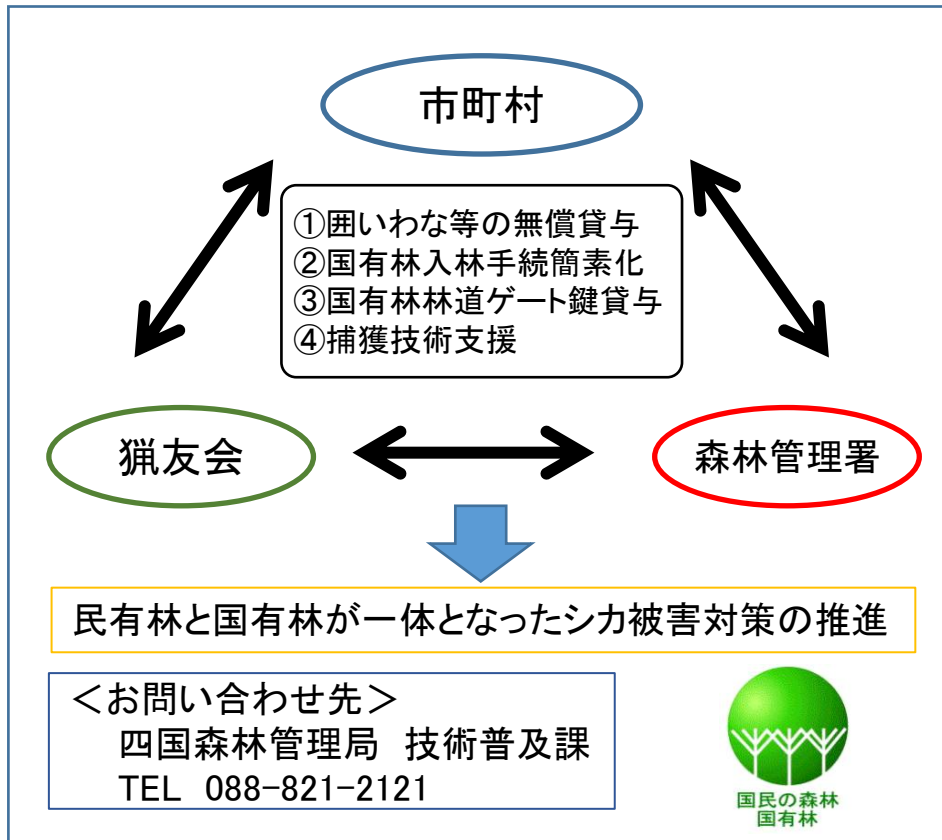 市町村
①囲いわな等の無償貸与
②国有林入林手続簡素化
③国有林林道ゲート鍵貸与
④捕獲技術支援
猟友会
森林管理署
民有林と国有林が一体となったシカ被害対策の推進
＜お問い合わせ先＞
四国森林管理局 技術普及課
TEL 088-821-2121
国民の森林
国有林